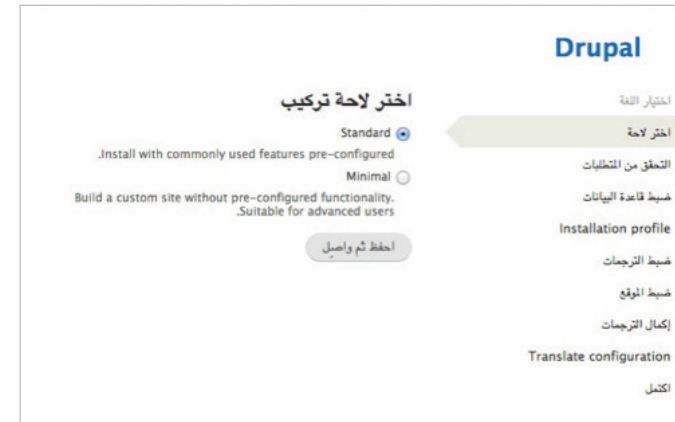 Drupal
اختيار اللغة
اختر لاحة
التحقق من المتطلبات
ضبط قاعدة البيانات
Installation profile
ضبط الترجمات
ضبط الموقع
إكمال الترجمات
Translate configuration
اكتمل
اختر لاحة تركيب
Standard
.Install with commonly used features pre-configured
Minimal
Build a custom site without pre-configured functionality.
.Suitable for advanced users
احفظ ثم واصِل